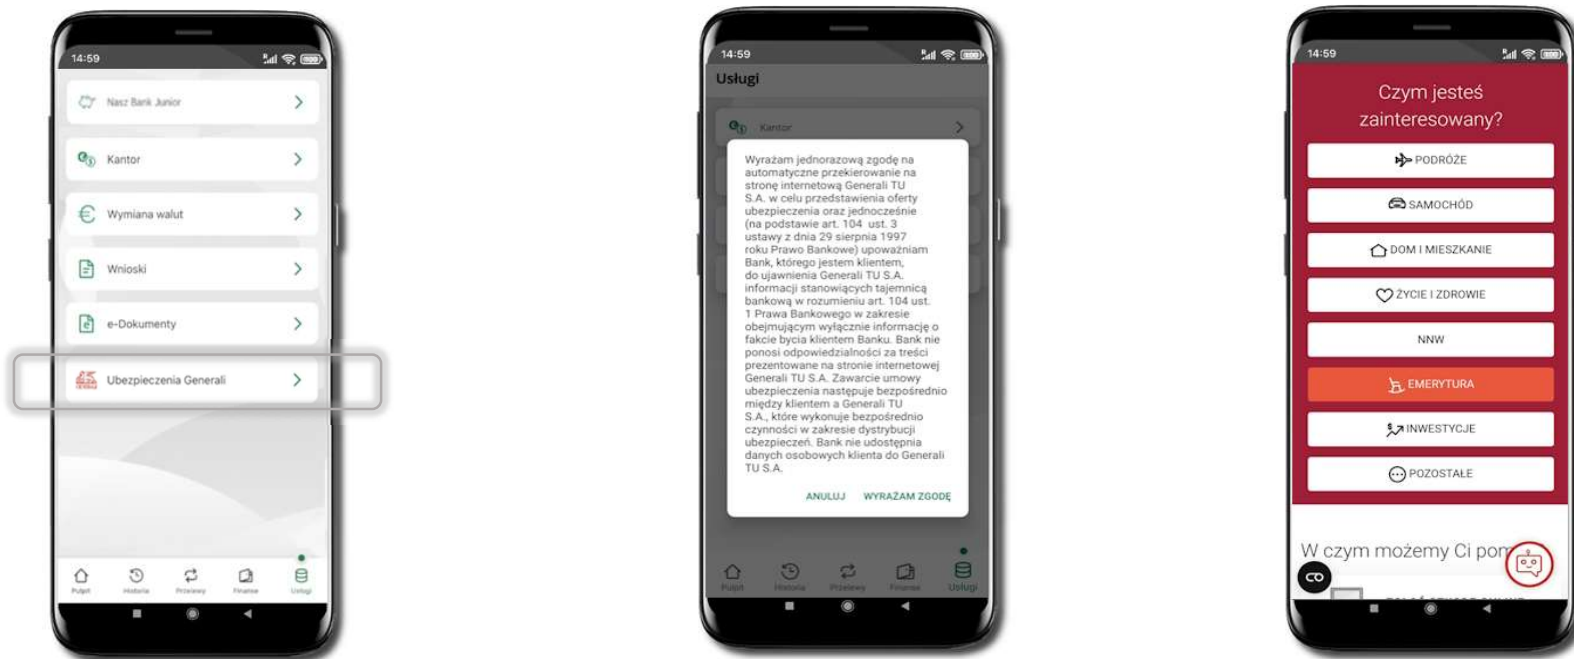 14:59
Nasz Bank Junior
Kantor
Wymiana walut
Wnioski
e-Dokumenty
Ubezpieczenia Generali
Pulpit Historia Przelewy Finanse Usługi
14:59
Usługi
Kantor
Wyrażam jednorazową zgodę na
automatyczne przekierowanie na
stronę internetową Generali TU
S.A. w celu przedstawienia oferty
ubezpieczenia oraz jednocześnie
(na podstawie art. 104 ust. 3
ustawy z dnia 29 sierpnia 1997
roku Prawo Bankowe) upoważniam
Bank, którego jestem klientem,
do ujawnienia Generali TU S.A.
informacji stanowiących tajemnicą
bankową w rozumieniu art. 104 ust.
1 Prawa Bankowego w zakresie
obejmującym wyłącznie informację o
fakcie bycia klientem Banku. Bank nie
ponosi odpowiedzialności za treści
prezentowane na stronie internetowej
Generali TU S.A. Zawarcie umowy
ubezpieczenia następuje bezpośrednio
między klientem a Generali TU
S.A., które wykonuje bezpośrednio
czynności w zakresie dystrybucji
ubezpieczeń. Bank nie udostępnia
danych osobowych klienta do Generali
TU S.A.
ANULUJ WYRAŻAM ZGODĘ
Pulpit Historia Przelewy Finanse Usługi
14:59
Czym jesteś
zainteresowany?
PODRÓŻE
SAMOCHÓD
DOM I MIESZKANIE
ŻYCIE I ZDROWIE
NNW
EMERYTURA
INWESTYCJE
POZOSTAŁE
W czym możemy Ci